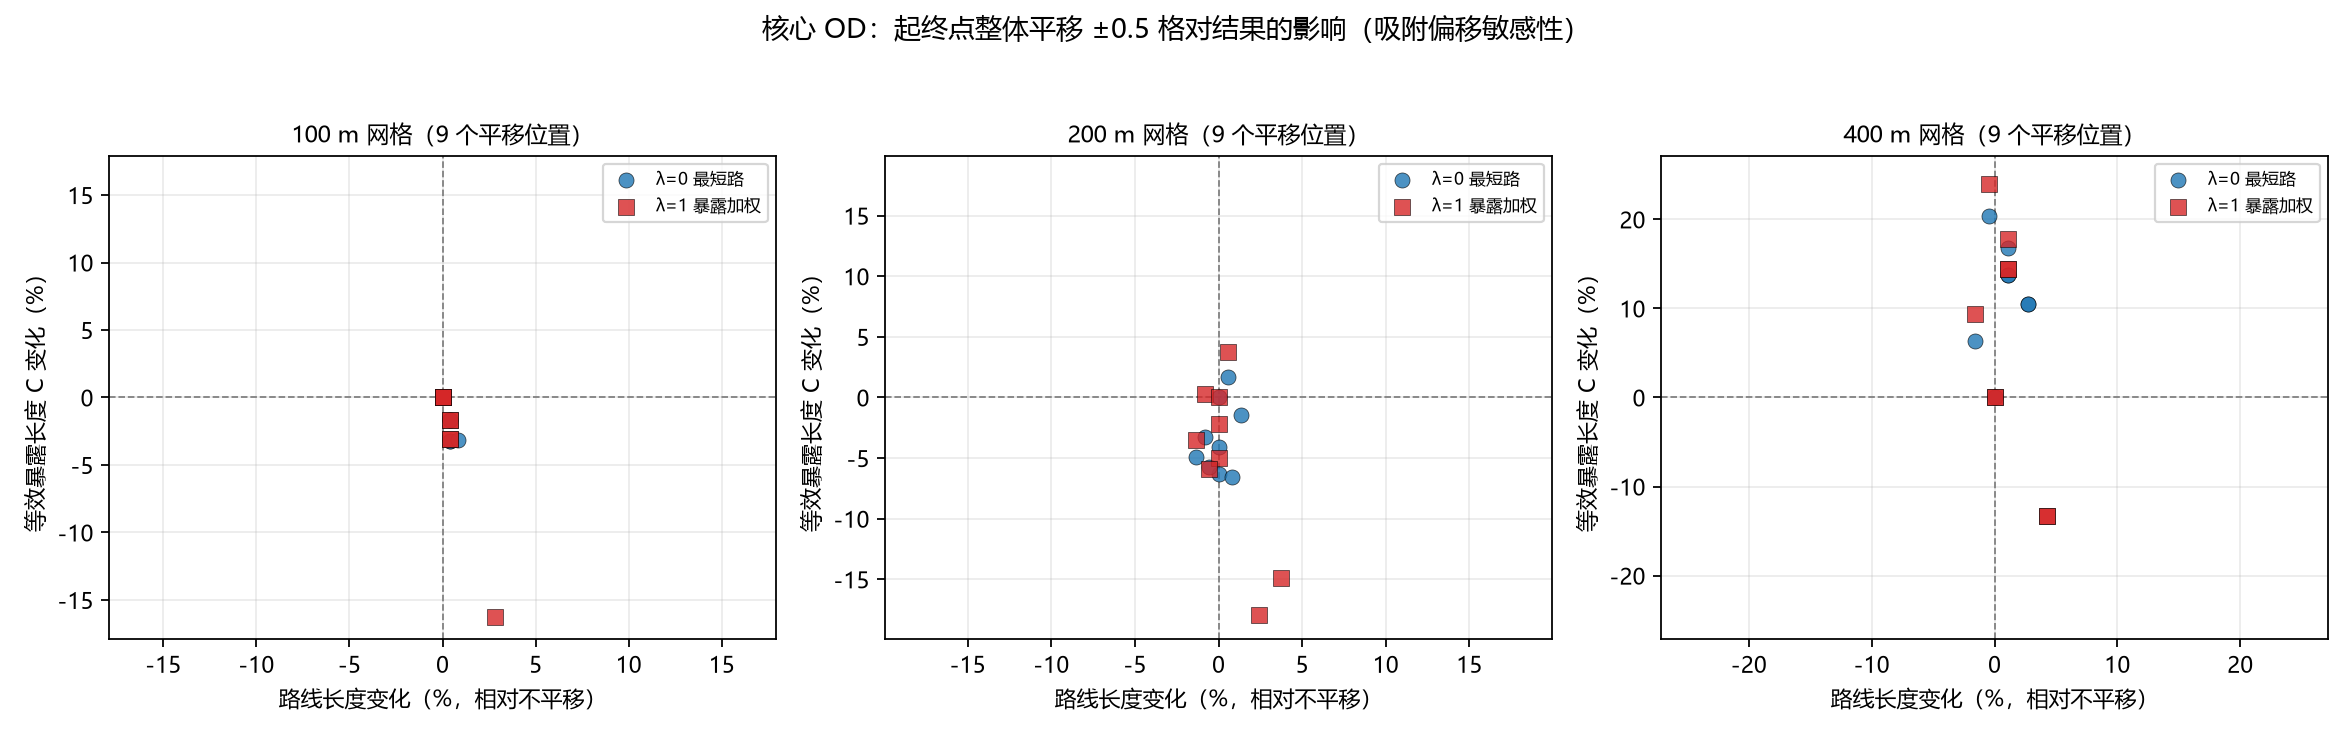 核心 OD：起终点整体平移 ±0.5 格对结果的影响（吸附偏移敏感性）
100 m 网格（9 个平移位置）
λ=0 最短路
λ=1 暴露加权
15
10
5
0
-5
-10
-15
等效暴露长度 C 变化（%）
-15 -10 -5 0 5 10 15
路线长度变化（%，相对不平移）
200 m 网格（9 个平移位置）
λ=0 最短路
λ=1 暴露加权
15
10
5
0
-5
-10
-15
等效暴露长度 C 变化（%）
-15 -10 -5 0 5 10 15
路线长度变化（%，相对不平移）
400 m 网格（9 个平移位置）
λ=0 最短路
λ=1 暴露加权
20
10
0
-10
-20
等效暴露长度 C 变化（%）
-20 -10 0 10 20
路线长度变化（%，相对不平移）